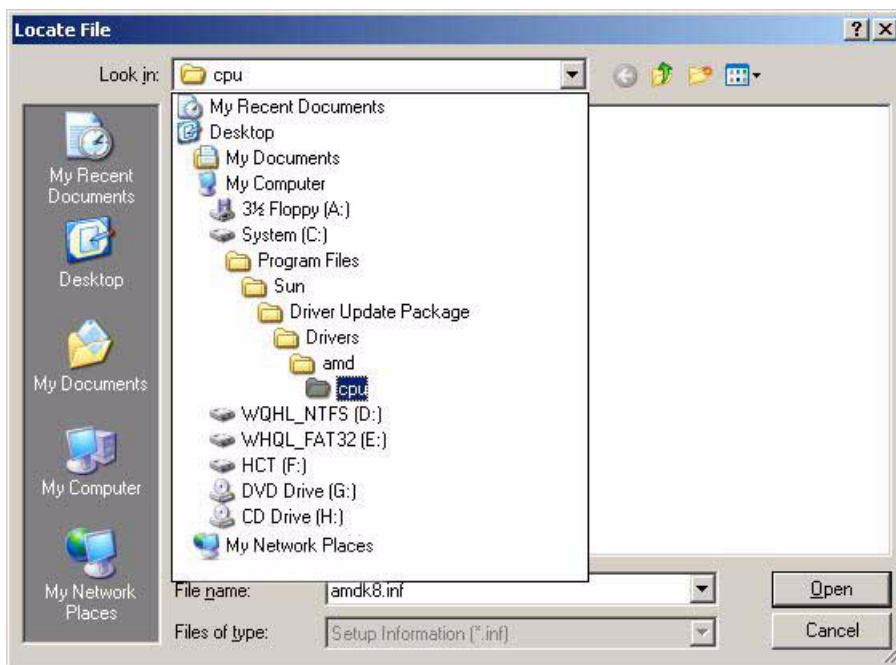 Locate File
Look in:
cpu
My Recent Documents
Desktop
My Documents
My Computer
3½ Floppy (A:)
System (C:)
Program Files
Sun
Driver Update Package
Drivers
amd
cpu
WQHL_NTFS (D:)
WHQL_FAT32 (E:)
HCT (F:)
DVD Drive (G:)
CD Drive (H:)
My Network Places
My Recent
Documents
Desktop
My Documents
My Computer
My Network
Places
File name:
amdk8.inf
Open
Files of type:
Setup Information (*.inf)
Cancel